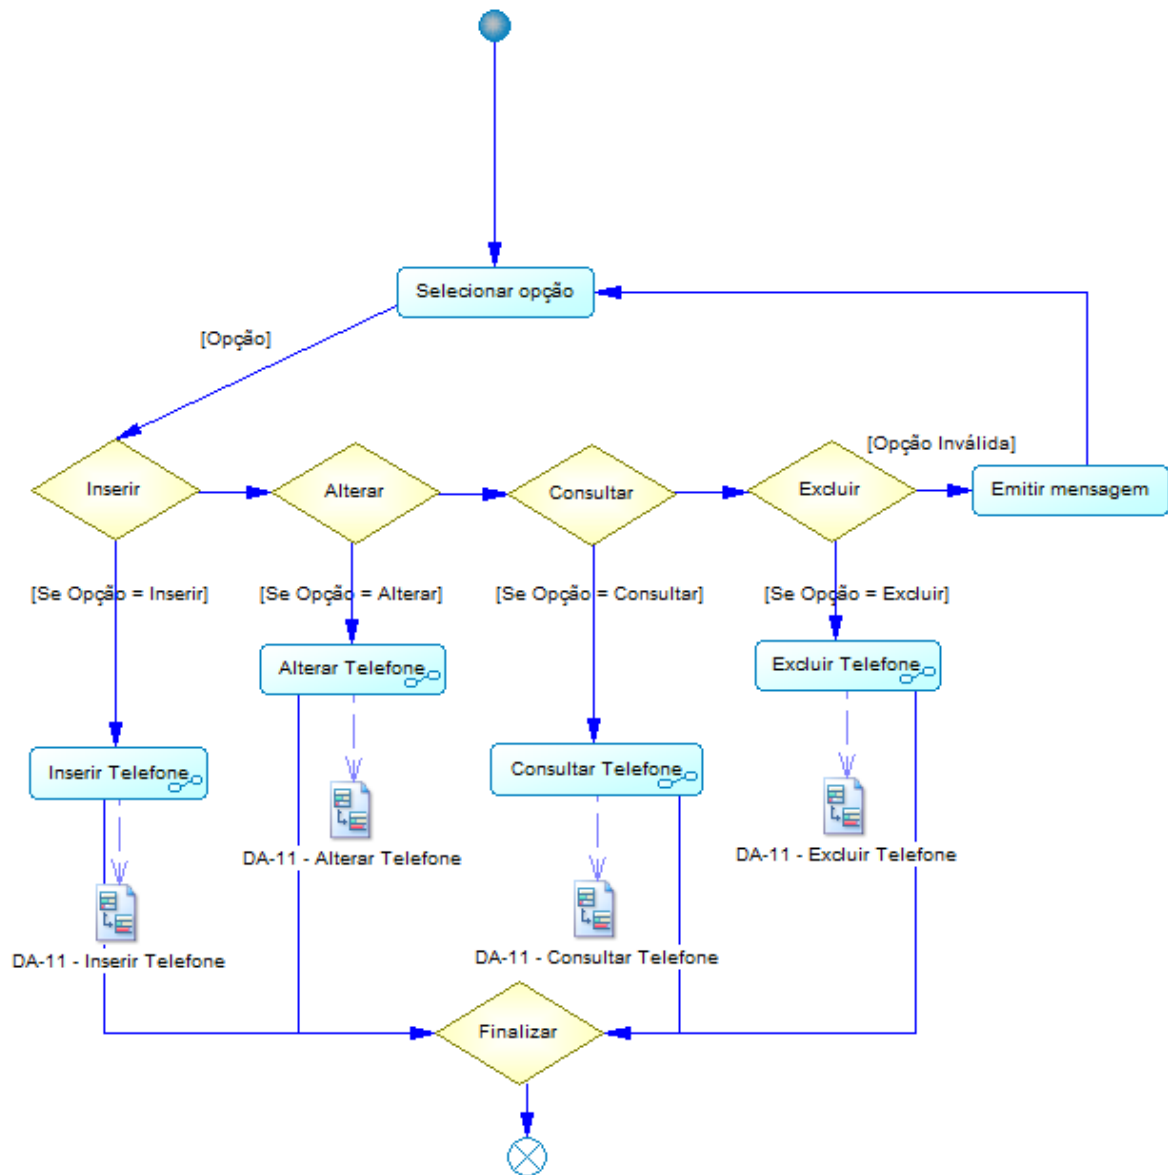 Selecionar opção
[Opção]
[Opção Inválida]
Inserir
Alterar
Consultar
Excluir
Emitir mensagem
[Se Opção = Inserir]
[Se Opção = Alterar]
[Se Opção = Consultar]
[Se Opção = Excluir]
Alterar Telefone
Excluir Telefone
Inserir Telefone
Consultar Telefone
DA-11 - Alterar Telefone
DA-11 - Excluir Telefone
DA-11 - Inserir Telefone
DA-11 - Consultar Telefone
Finalizar